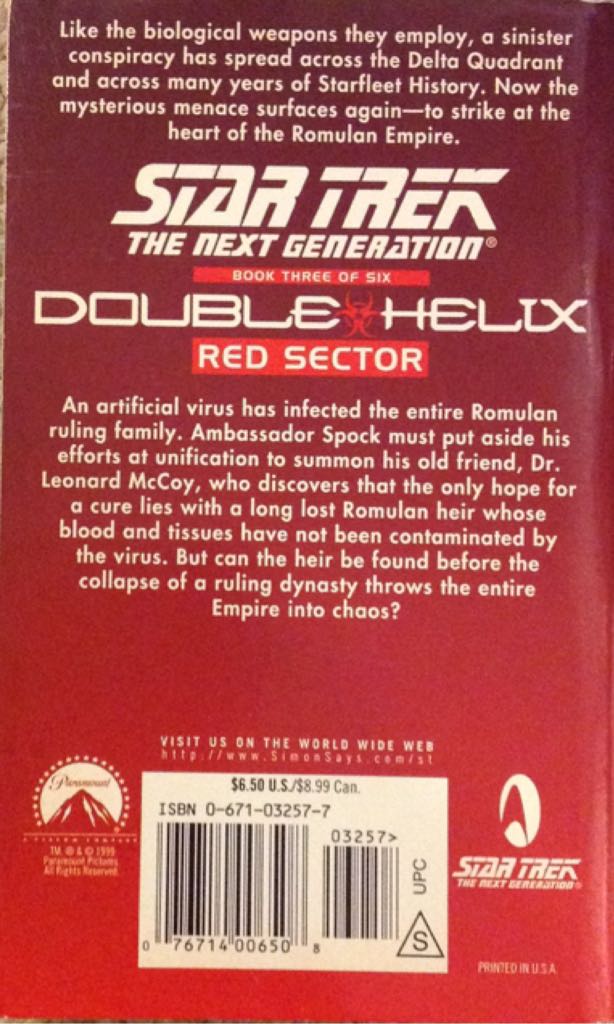 Like the biological weapons they employ, a sinister
conspiracy has spread across the Delta Quadrant
and across many years of Starfleet History. Now the
mysterious menace surfaces again—to strike at the
heart of the Romulan Empire.
STAR TREK
THE NEXT GENERATION®
BOOK THREE OF SIX
DOUBLE HELIX
RED SECTOR
An artificial virus has infected the entire Romulan
ruling family. Ambassador Spock must put aside his
efforts at unification to summon his old friend, Dr.
Leonard McCoy, who discovers that the only hope for
a cure lies with a long lost Romulan heir whose
blood and tissues have not been contaminated by
the virus. But can the heir be found before the
collapse of a ruling dynasty throws the entire
Empire into chaos?
VISIT US ON THE WORLD WIDE WEB
http://www.SimonSays.com/st
Paramount
TM, ® & © 1999
Paramount Pictures.
All Rights Reserved.
$6.50 U.S./$8.99 Can.
ISBN 0-671-03257-7
03257>
0 76714 00650 8
UPC
S
STAR TREK
THE NEXT GENERATION®
PRINTED IN U.S.A.